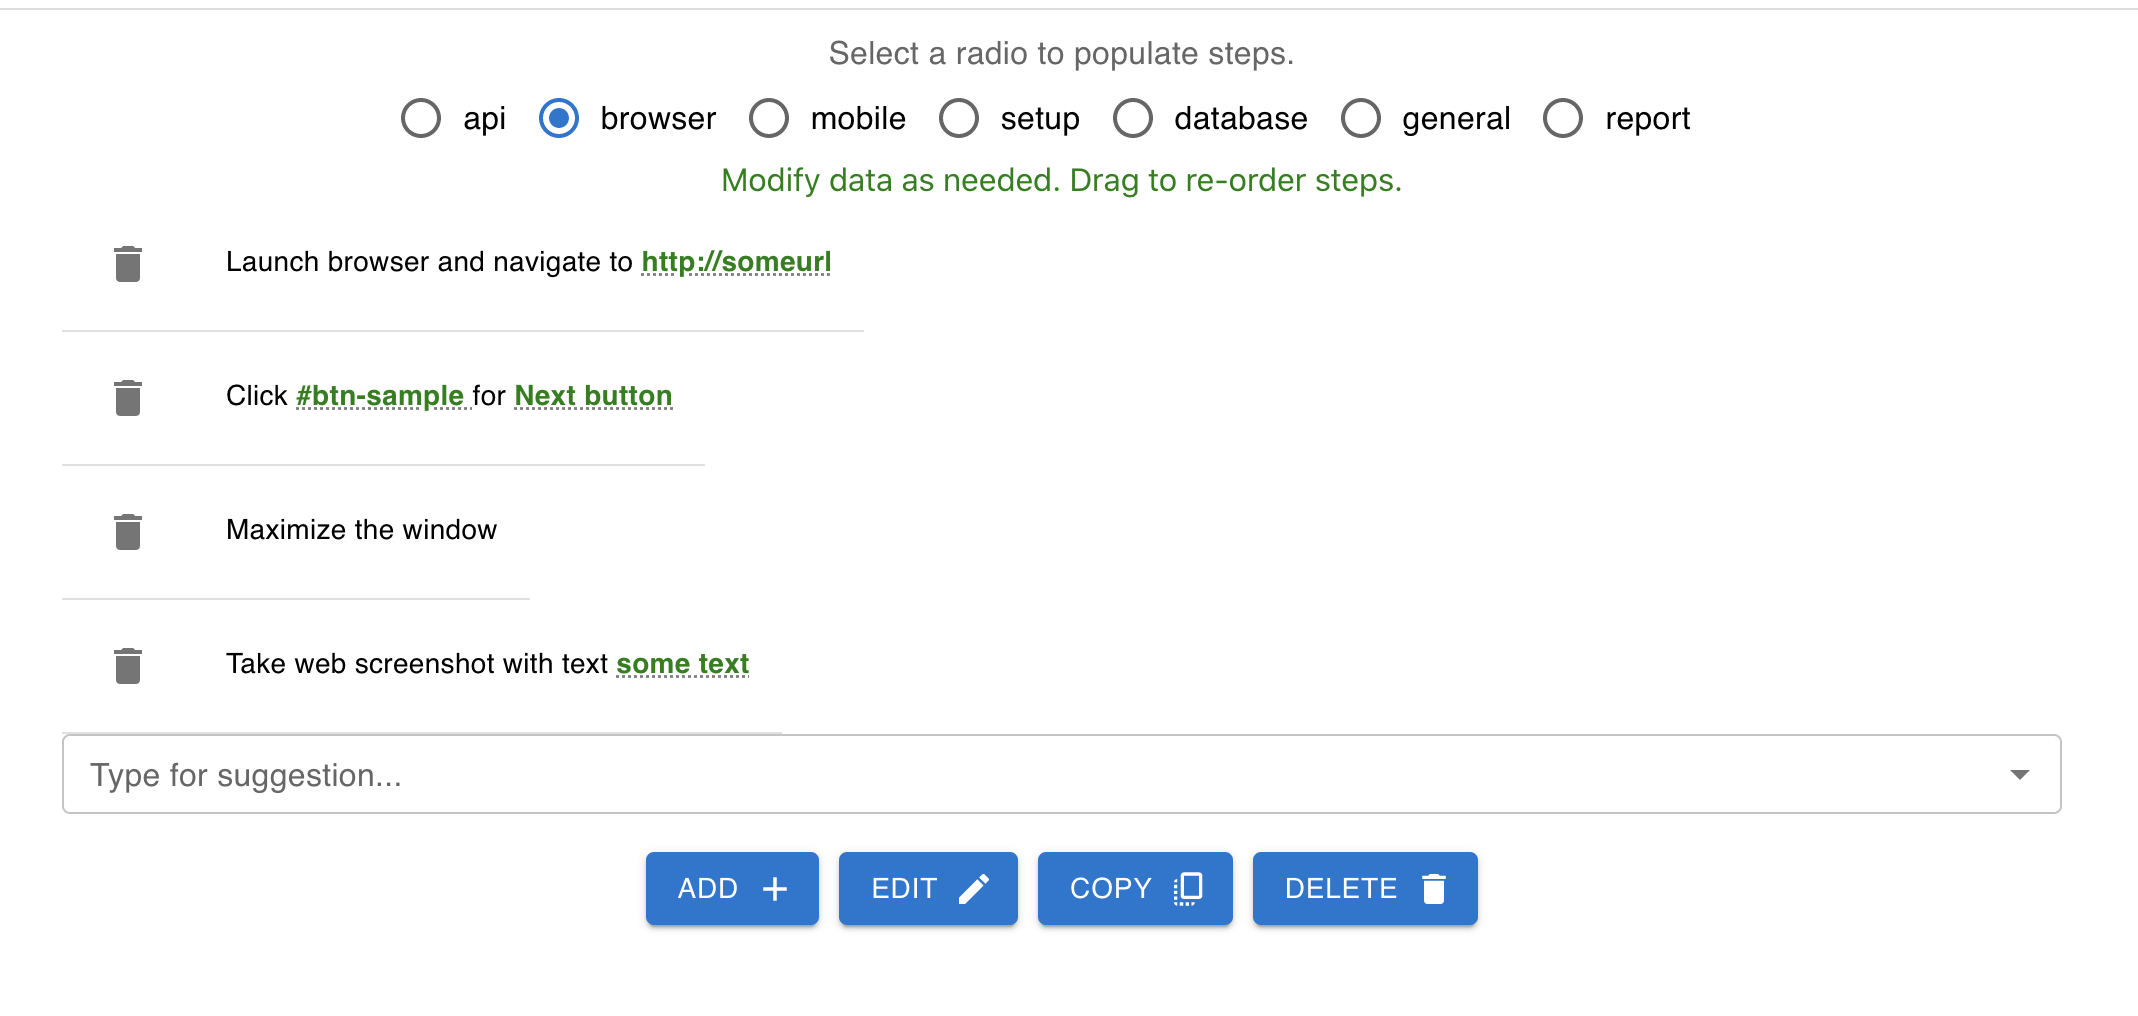 Select a radio to populate steps.
api browser mobile setup database general report
Modify data as needed. Drag to re-order steps.
Launch browser and navigate to http://someurl
Click #btn-sample for Next button
Maximize the window
Take web screenshot with text some text
Type for suggestion...
ADD EDIT COPY DELETE